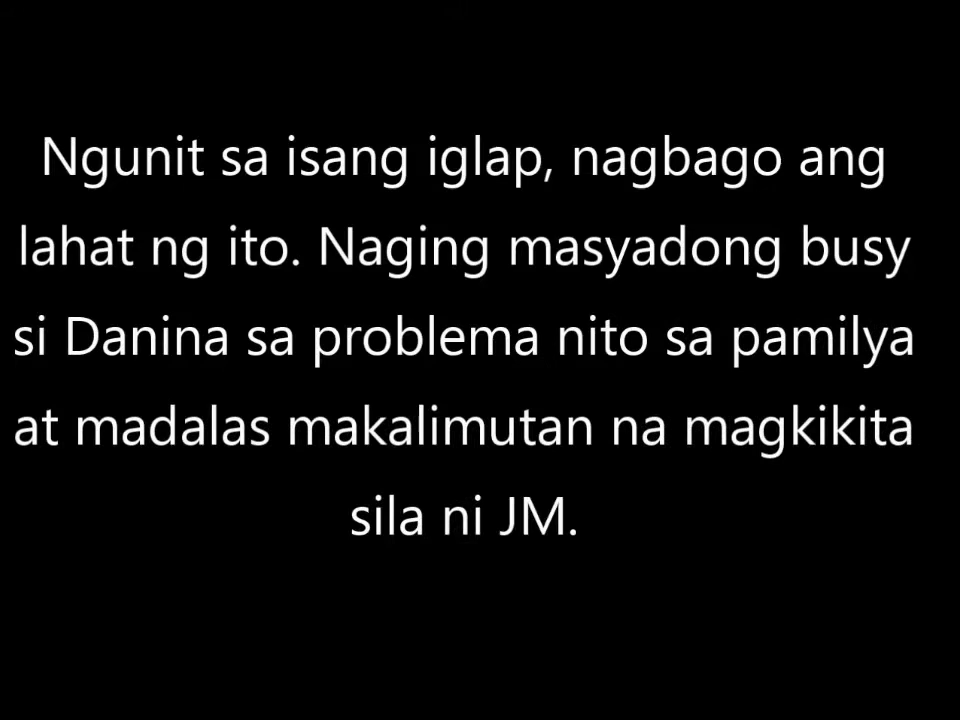 Ngunit sa isang iglap, nagbago ang
lahat ng ito. Naging masyadong busy
si Danina sa problema nito sa pamilya
at madalas makalimutan na magkikita
sila ni JM.